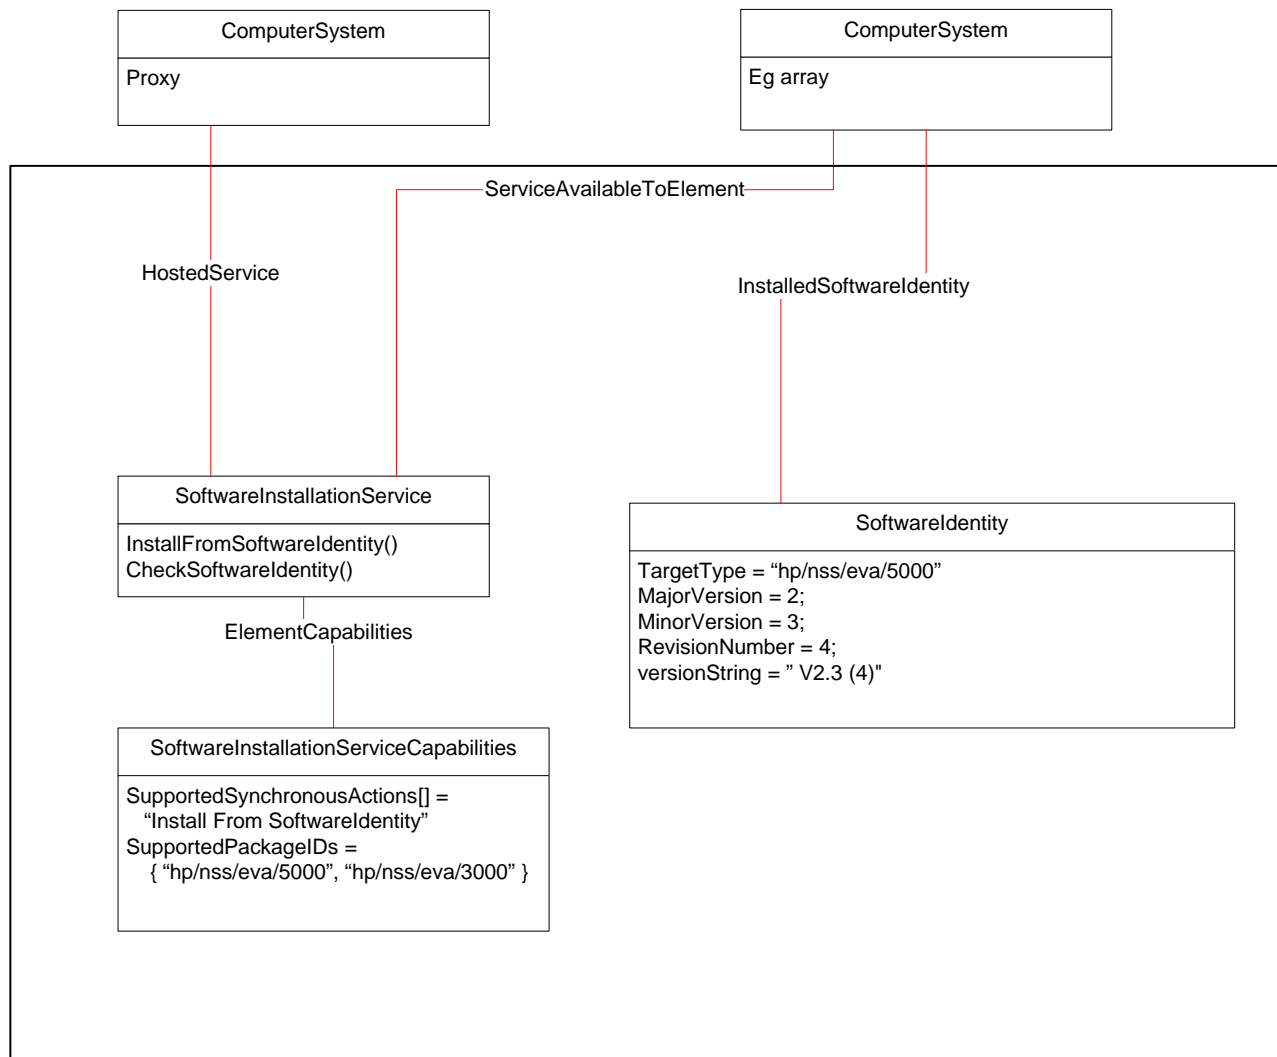 ComputerSystem
Proxy
ComputerSystem
Eg array
ServiceAvailableToElement
HostedService
InstalledSoftwareIdentity
SoftwareInstallationService
InstallFromSoftwareIdentity()
CheckSoftwareIdentity()
SoftwareIdentity
TargetType = “hp/nss/eva/5000”
MajorVersion = 2;
MinorVersion = 3;
RevisionNumber = 4;
versionString = " V2.3 (4)"
ElementCapabilities
SoftwareInstallationServiceCapabilities
SupportedSynchronousActions[] =
“Install From SoftwareIdentity”
SupportedPackageIDs =
{ “hp/nss/eva/5000”, “hp/nss/eva/3000” }